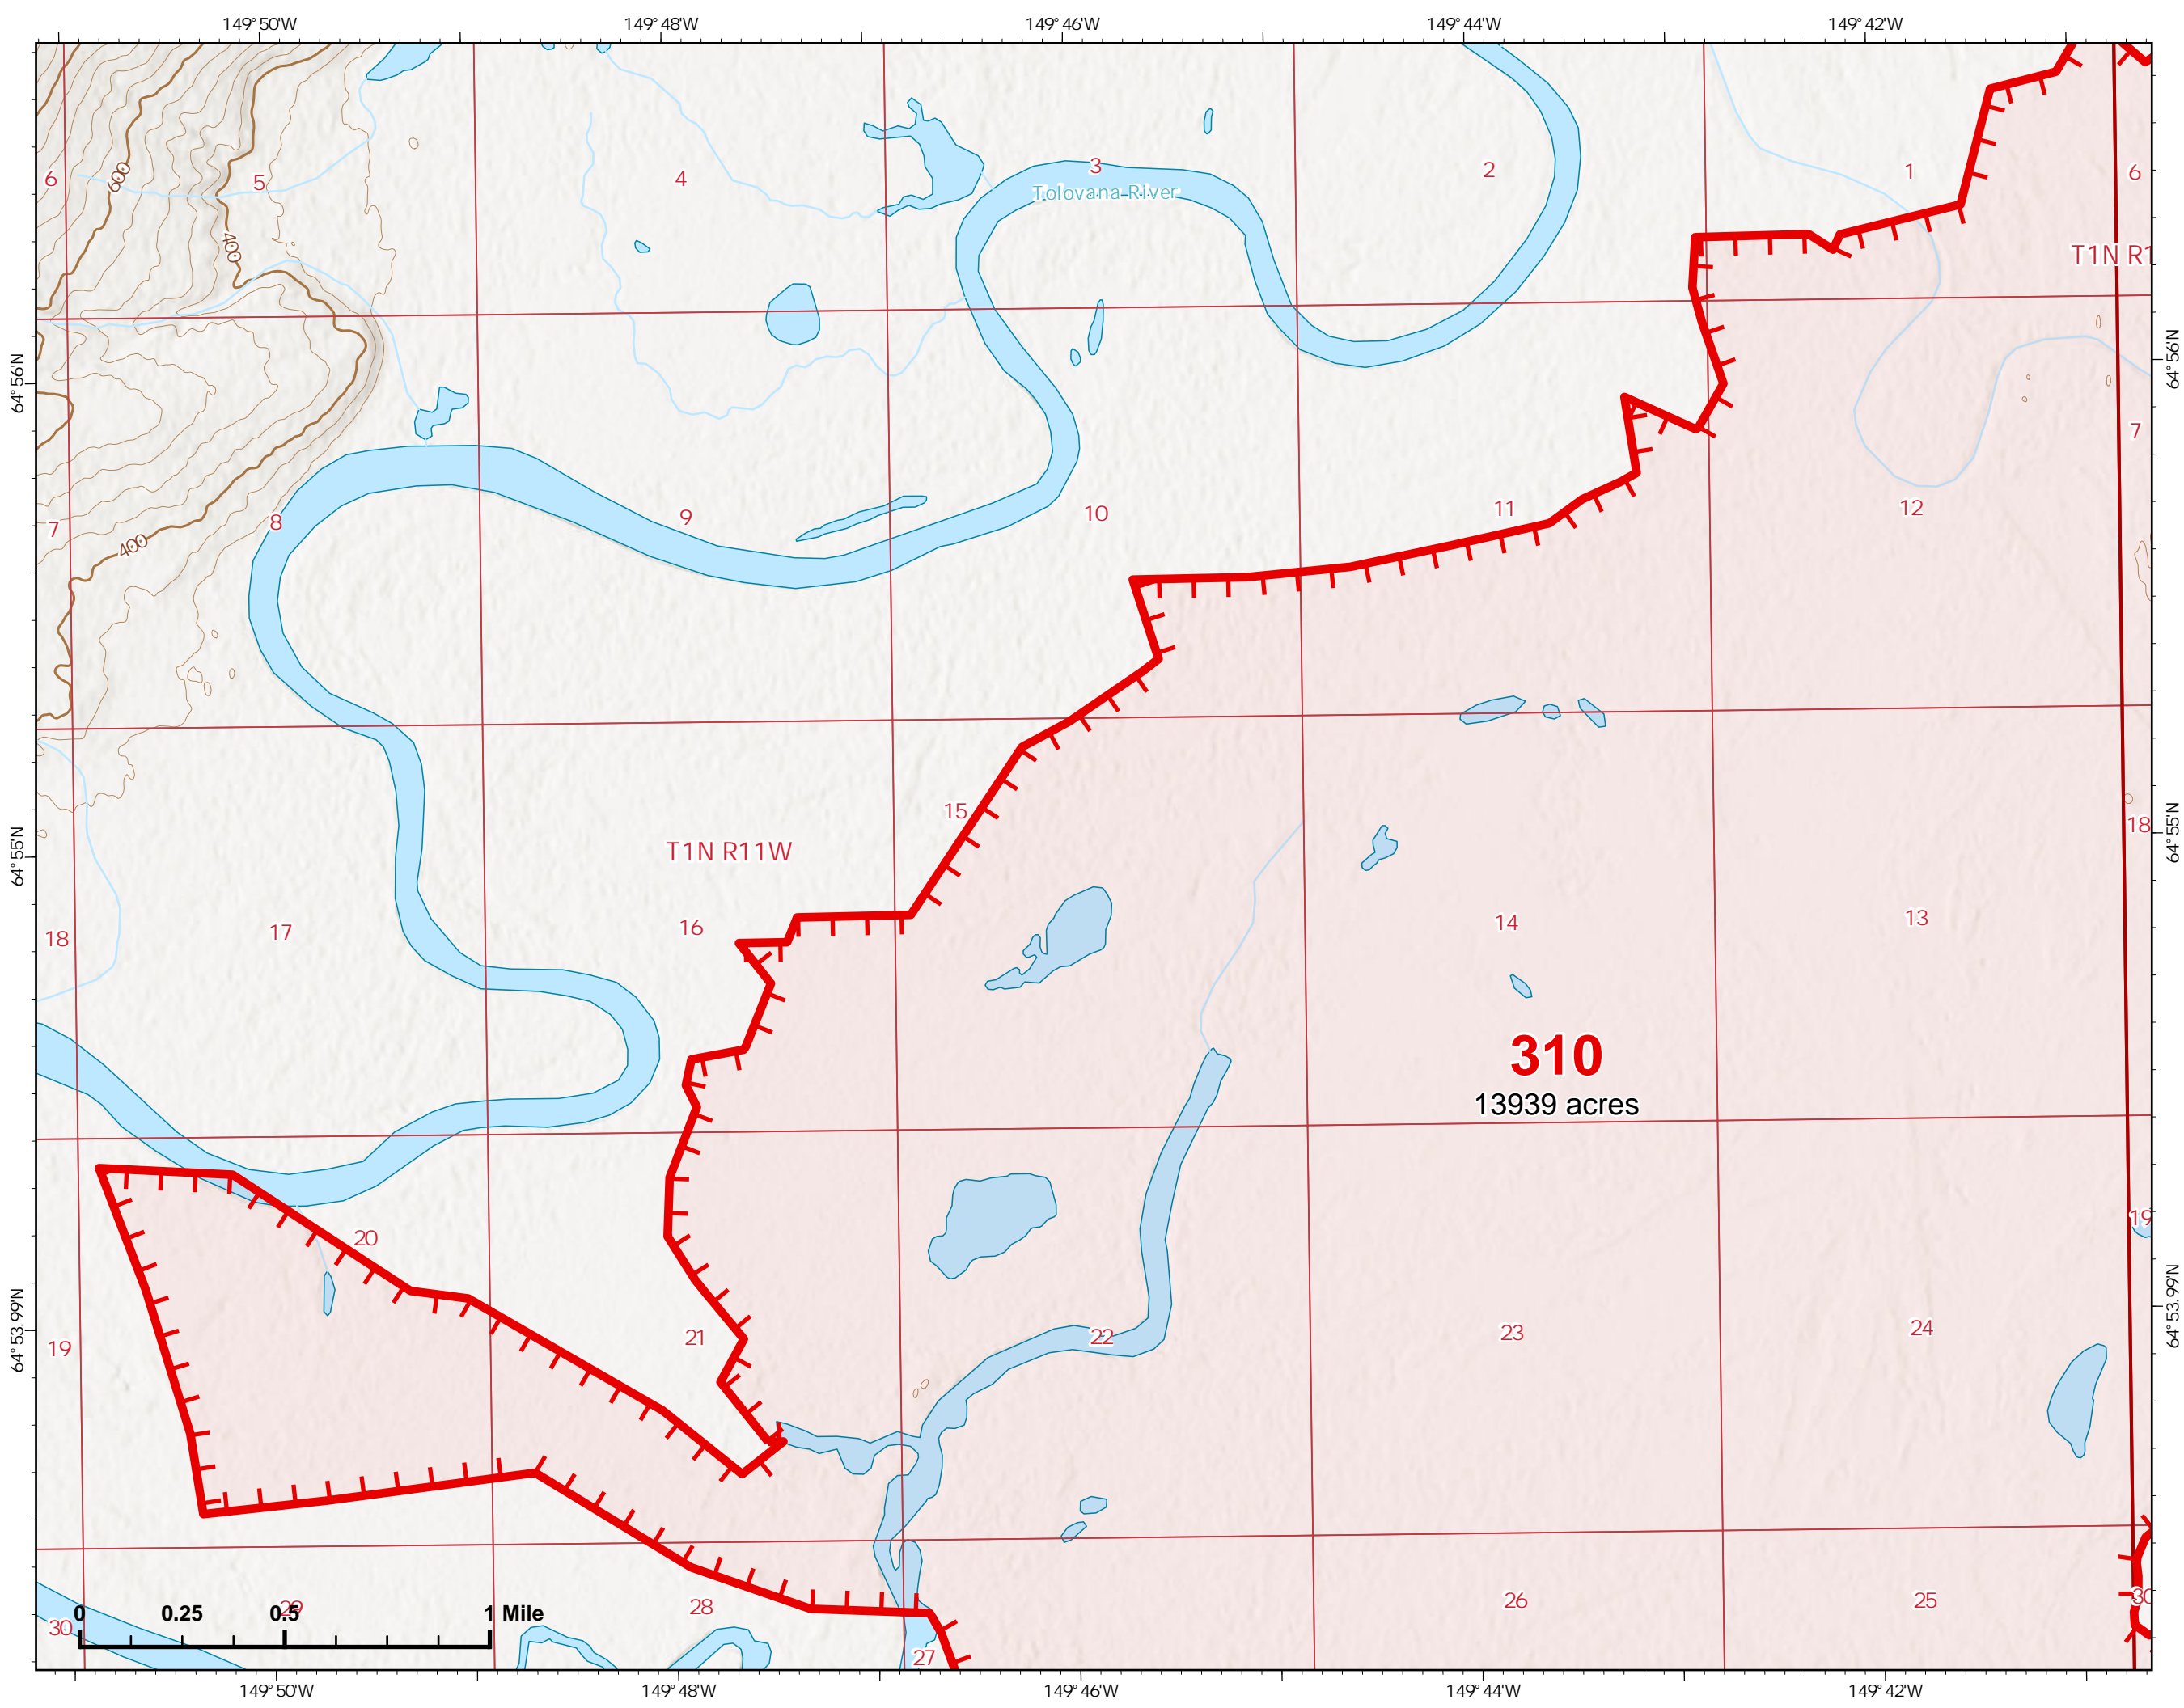 149°50'W 149°48'W 149°46'W 149°44'W 149°42'W
6 5 4 3 2 1 6
600
Tolovana River
400
T1N R1
64°56'N 64°56'N
7 8 9 10 11 12 7
400
15
T1N R11W
64°55'N 64°55'N
18
18 17 16 14 13
310
13939 acres
19
20
64°53.99'N 64°53.99'N
19 21 22 23 24
30 29 28 26 25 30
0 0.25 0.5 1 Mile
27
149°50'W 149°48'W 149°46'W 149°44'W 149°42'W